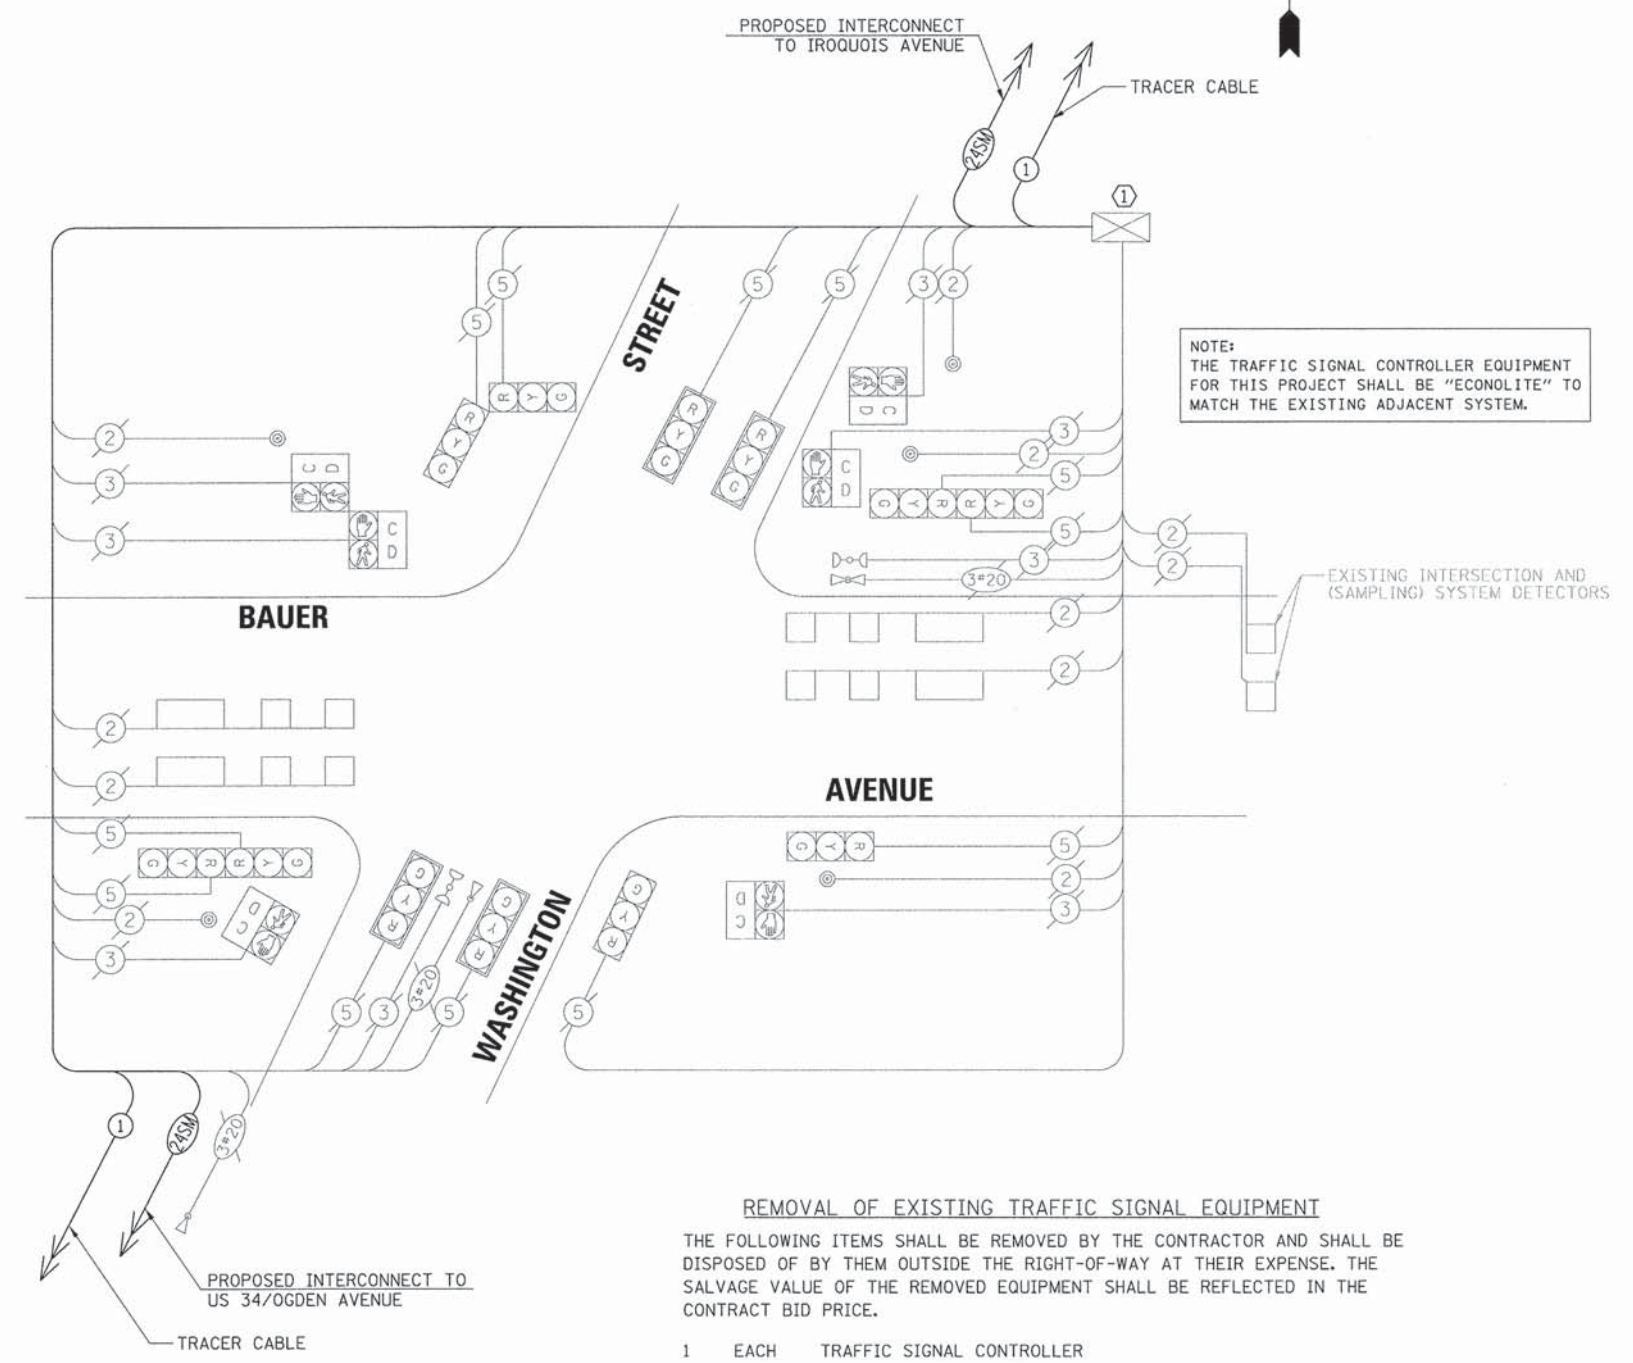 PROPOSED INTERCONNECT
TO IROQUOIS AVENUE
TRACER CABLE
24SM
1
1
5
5
5
5
3
2
STREET
R Y G
R Y G
R Y G
R Y G
C D
NOTE:
THE TRAFFIC SIGNAL CONTROLLER EQUIPMENT
FOR THIS PROJECT SHALL BE "ECONOLITE" TO
MATCH THE EXISTING ADJACENT SYSTEM.
2
3
3
C D
C D
3
2
5
C D
G Y R R Y G
5
3
3#20
2
2
EXISTING INTERSECTION AND
(SAMPLING) SYSTEM DETECTORS
BAUER
2
2
2
2
AVENUE
5
G Y R R Y G
5
2
3
C D
G Y R
G Y R
G Y R
G Y R
5
2
3
C D
5
3
3#20
5
WASHINGTON
5
1
24SM
3#20
PROPOSED INTERCONNECT TO
US 34/OGDEN AVENUE
TRACER CABLE
REMOVAL OF EXISTING TRAFFIC SIGNAL EQUIPMENT
THE FOLLOWING ITEMS SHALL BE REMOVED BY THE CONTRACTOR AND SHALL BE
DISPOSED OF BY THEM OUTSIDE THE RIGHT-OF-WAY AT THEIR EXPENSE. THE
SALVAGE VALUE OF THE REMOVED EQUIPMENT SHALL BE REFLECTED IN THE
CONTRACT BID PRICE.
1 EACH TRAFFIC SIGNAL CONTROLLER